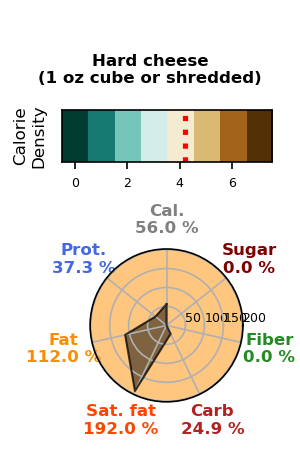 Hard cheese
(1 oz cube or shredded)
Calorie
Density
0 2 4 6
Cal.
56.0 %
Prot.
37.3 %
Sugar
0.0 %
50 100 150 200
Fat
112.0 %
Fiber
0.0 %
Sat. fat
192.0 %
Carb
24.9 %